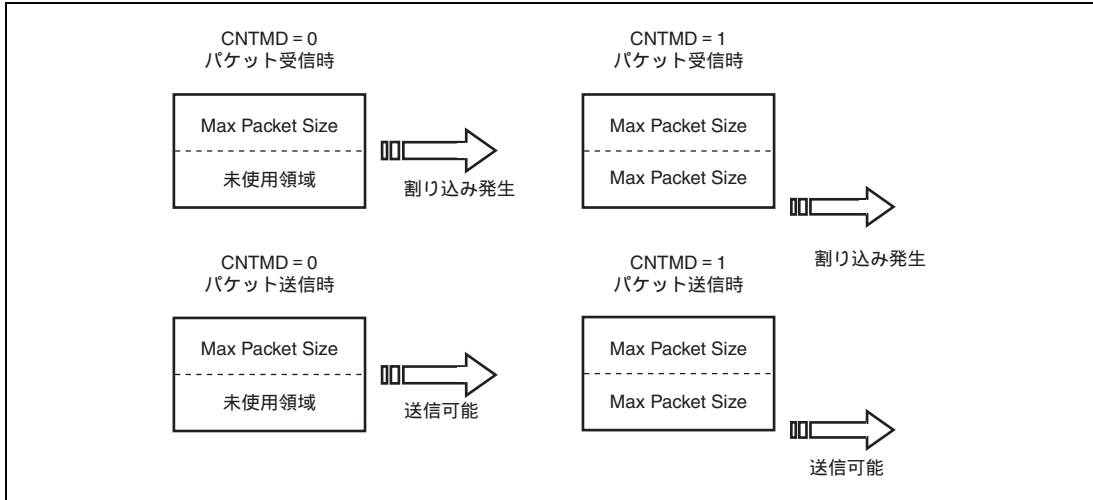 CNTMD = 0
パケット受信時
Max Packet Size
未使用領域
割り込み発生
CNTMD = 1
パケット受信時
Max Packet Size
Max Packet Size
割り込み発生
CNTMD = 0
パケット送信時
Max Packet Size
未使用領域
送信可能
CNTMD = 1
パケット送信時
Max Packet Size
Max Packet Size
送信可能